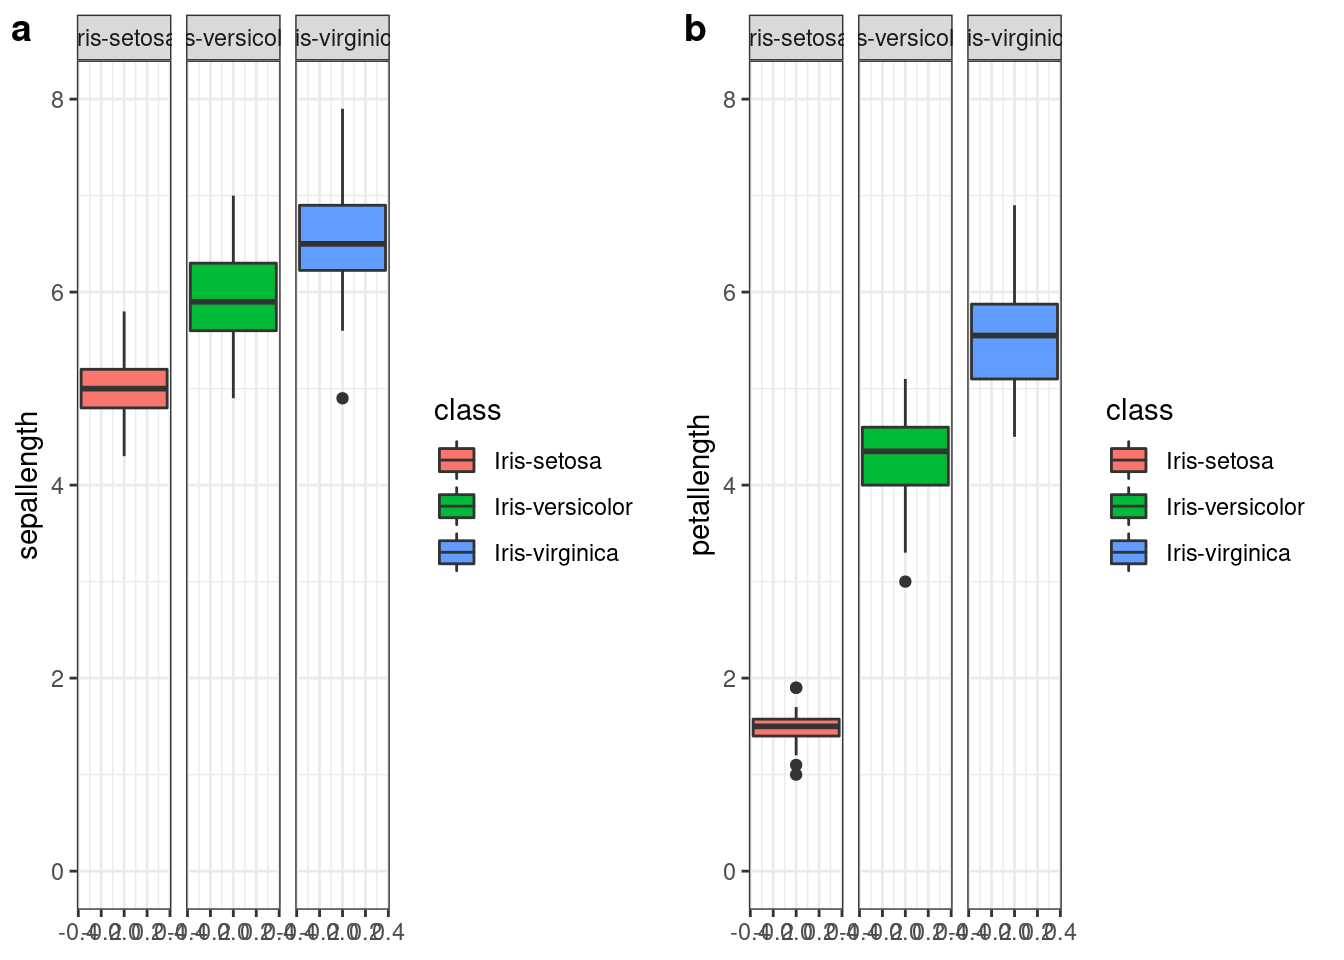 a
ris-setosa
s-versicol
is-virginic
8
6
4
2
0
sepallength
class
Iris-setosa
Iris-versicolor
Iris-virginica
b
ris-setosa
s-versicol
is-virginic
8
6
4
2
0
petallength
class
Iris-setosa
Iris-versicolor
Iris-virginica